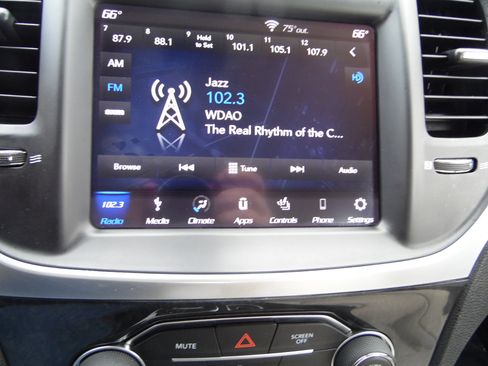 66° 75° out. 66°
7 8 9 10 11 12
87.9 88.1 Hold to Set 101.1 105.1 107.9
AM
FM
Jazz
102.3
WDAO
The Real Rhythm of the C...
Browse Tune Audio
102.3
Radio Media Climate Apps Controls Phone Settings
MUTE SCREEN OFF